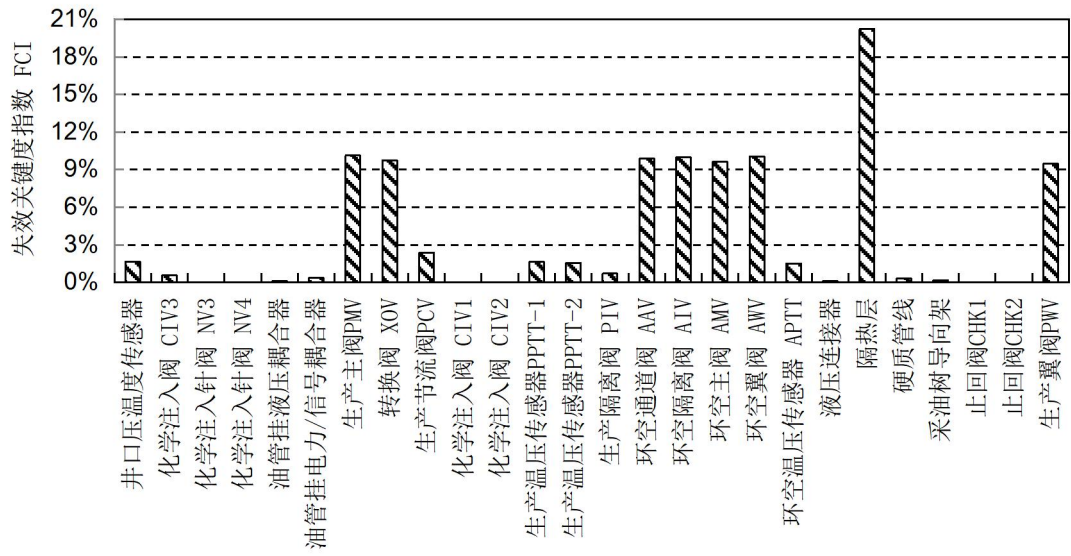 失效关键度指数 FCI
21%
18%
15%
12%
9%
6%
3%
0%
井口压温度传感器
化学注入阀 CIV3
化学注入针阀 NV3
化学注入针阀 NV4
油管挂液压耦合器
油管挂电力/信号耦合器
生产主阀PMV
转换阀 XOV
生产节流阀PCV
化学注入阀 CIV1
化学注入阀 CIV2
生产温压传感器PPTT-1
生产温压传感器PPTT-2
生产隔离阀 PIV
环空通道阀 AAV
环空隔离阀 AIV
环空主阀 AMV
环空翼阀 AWV
环空温压传感器 APTT
液压连接器
隔热层
硬质管线
采油树导向架
止回阀CHK1
止回阀CHK2
生产翼阀PWV